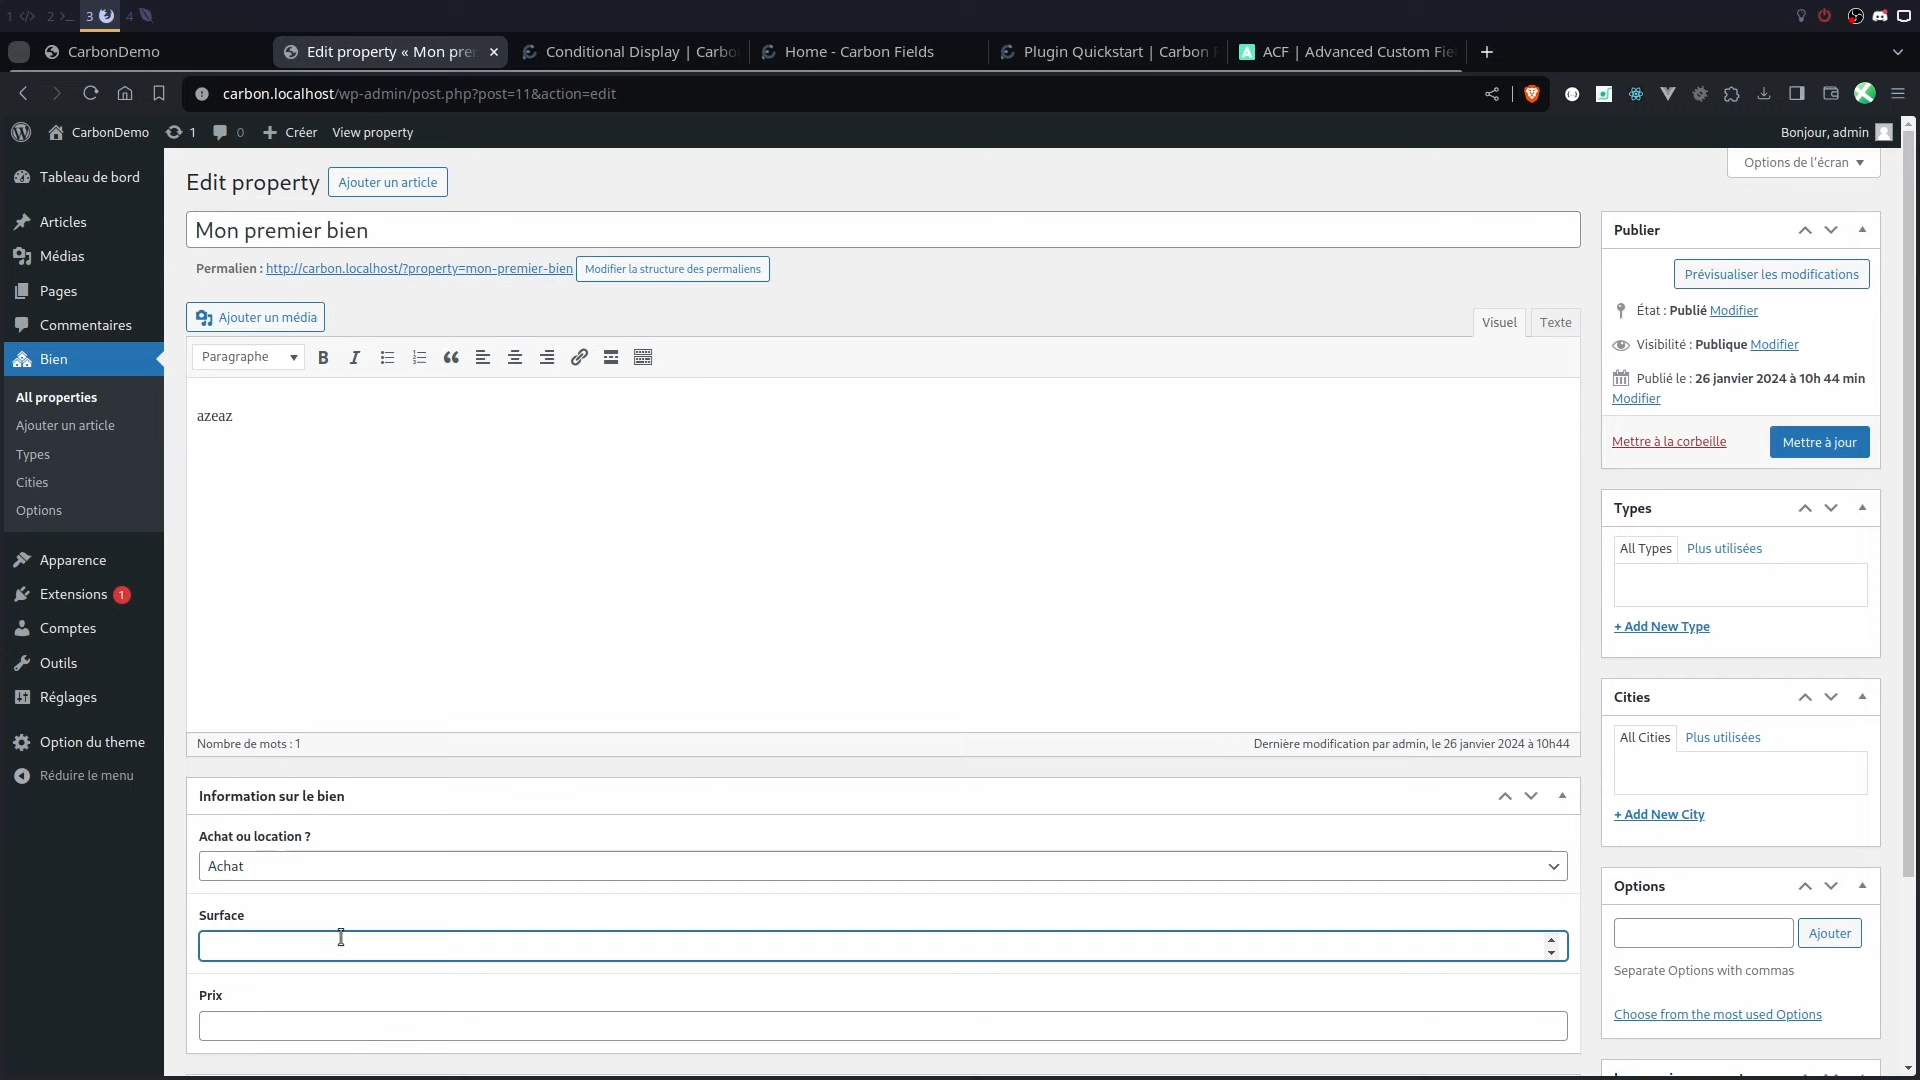 1
2
3
4
CarbonDemo
Edit property « Mon prer
Conditional Display | Carbo
Home - Carbon Fields
Plugin Quickstart | Carbon F
ACF | Advanced Custom Fie
carbon.localhost/wp-admin/post.php?post=11&action=edit
CarbonDemo
1
0
Créer
View property
Bonjour, admin
Options de l'écran
Tableau de bord
Articles
Médias
Pages
Commentaires
Bien
All properties
Ajouter un article
Types
Cities
Options
Apparence
Extensions 1
Comptes
Outils
Réglages
Option du theme
Réduire le menu
Edit property
Ajouter un article
Mon premier bien
Permalien : http://carbon.localhost/?property=mon-premier-bien
Modifier la structure des permaliens
Ajouter un média
Visuel
Texte
Paragraphe
B
azeaz
Nombre de mots : 1
Dernière modification par admin, le 26 janvier 2024 à 10h44
Information sur le bien
Achat ou location ?
Achat
Surface
Prix
Publier
Prévisualiser les modifications
État : Publié Modifier
Visibilité : Publique Modifier
Publié le : 26 janvier 2024 à 10h 44 min
Modifier
Mettre à la corbeille
Mettre à jour
Types
All Types
Plus utilisées
+ Add New Type
Cities
All Cities
Plus utilisées
+ Add New City
Options
Ajouter
Separate Options with commas
Choose from the most used Options